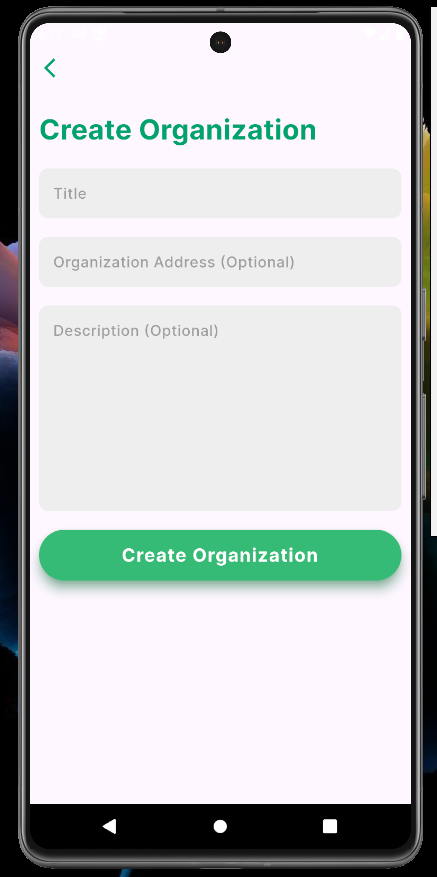 Create Organization
Title
Organization Address (Optional)
Description (Optional)
Create Organization